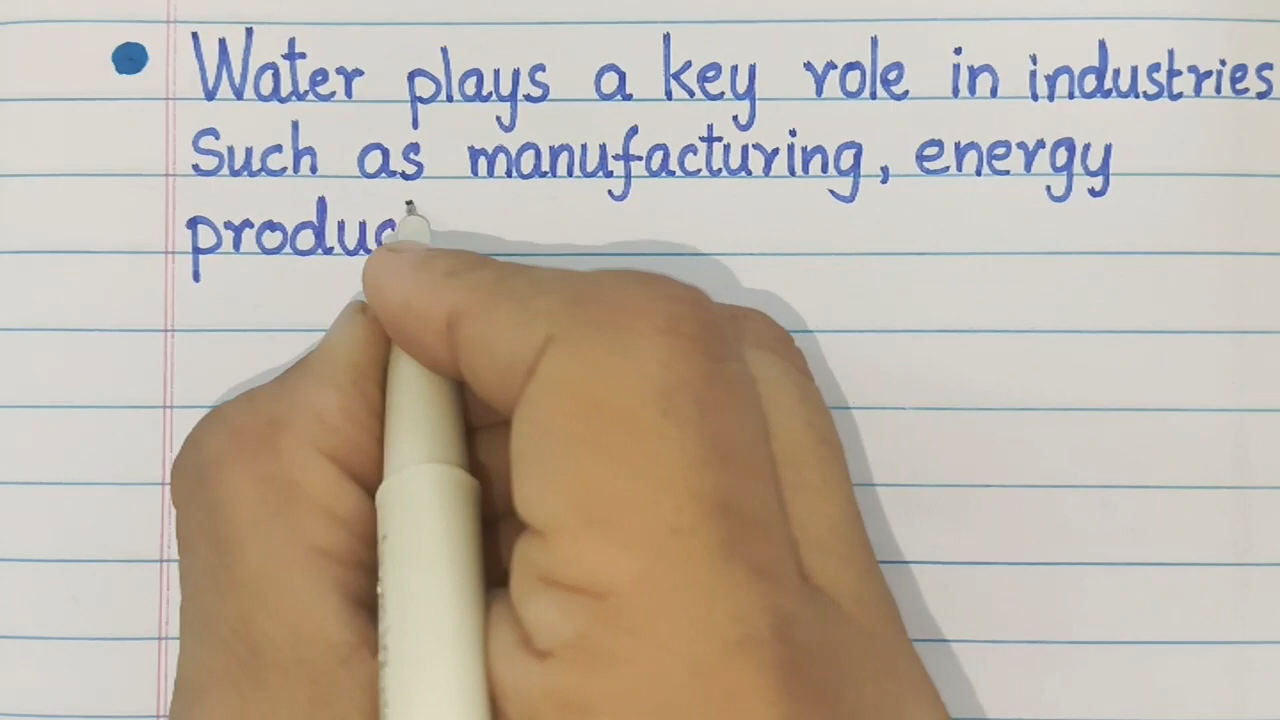 Water plays a key role in industries
Such as manufacturing, energy
produc